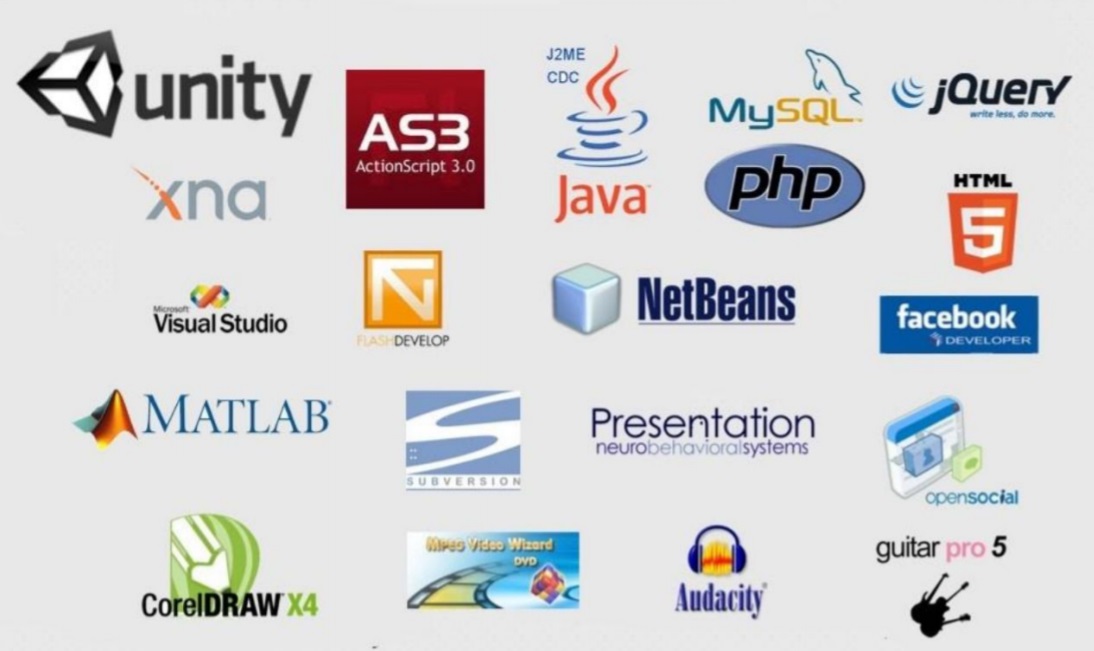 unity
AS3
ActionScript 3.0
J2ME
CDC
Java
MySQL
php
jQuery
write less, do more.
xna
HTML
5
Microsoft
Visual Studio
FLASHDEVELOP
NetBeans
facebook
DEVELOPER
MATLAB
SUBVERSION
Presentation
neurobehavioralsystems
opensocial
CorelDRAW X4
Mpeg Video Wizard
DVD
Audacity
guitar pro 5